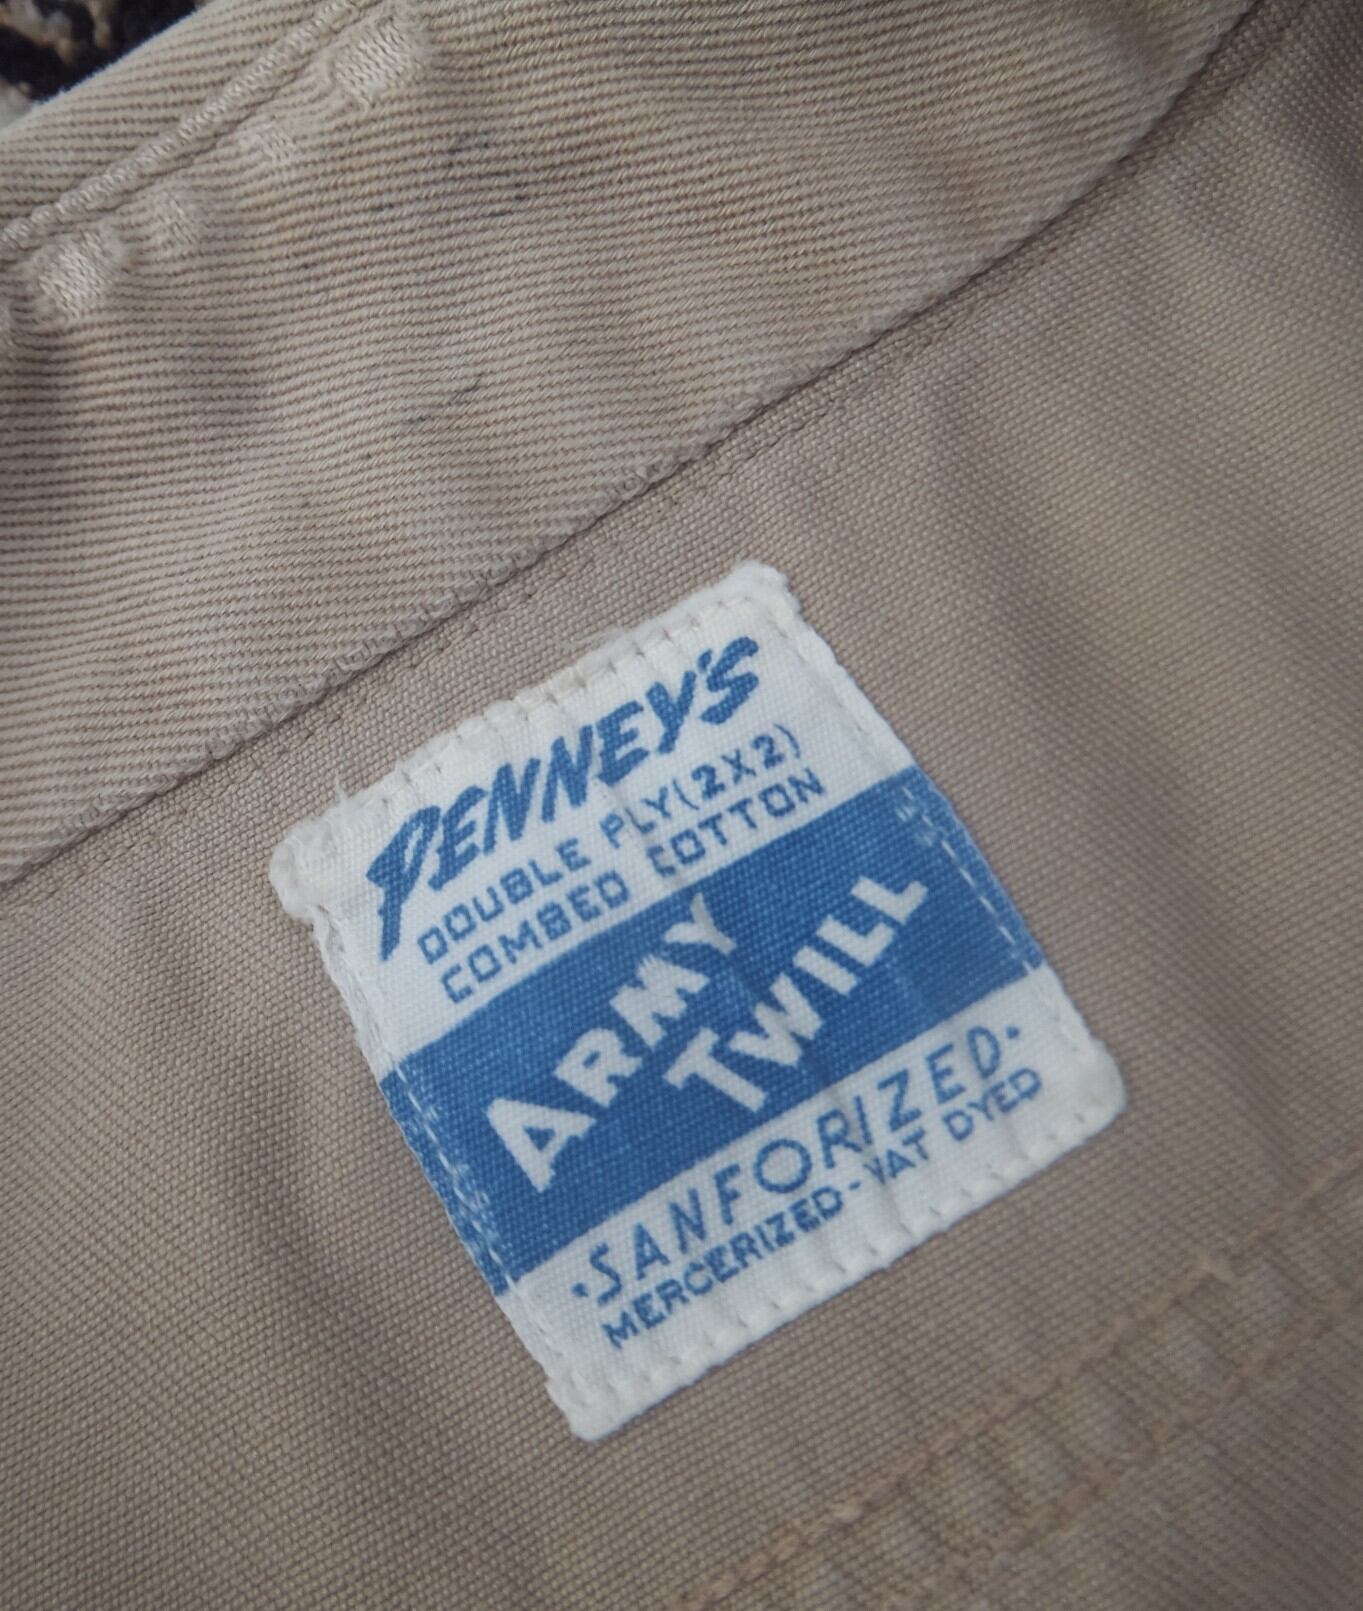 PENNEY'S
DOUBLE PLY (2X2)
COMBED COTTON
ARMY
TWILL
·SANFORIZED·
MERCERIZED-VAT DYED